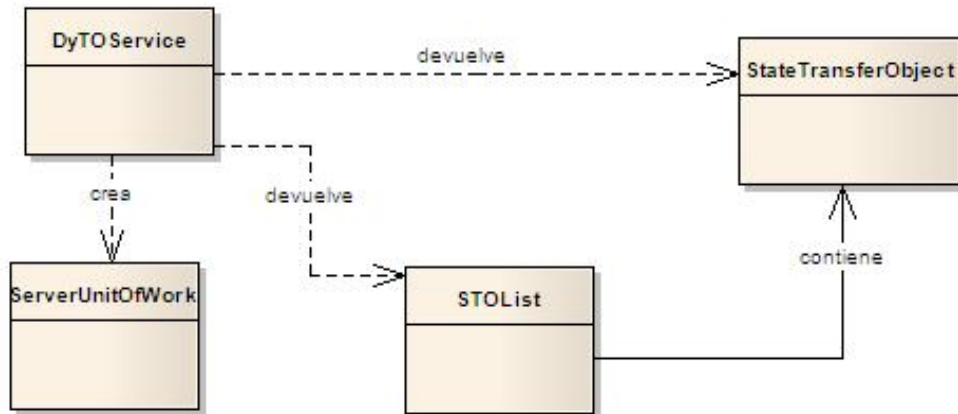 DyTOService
devuelve
StateTransferObject
crea
devuelve
contiene
ServerUnitOfWork
STOList